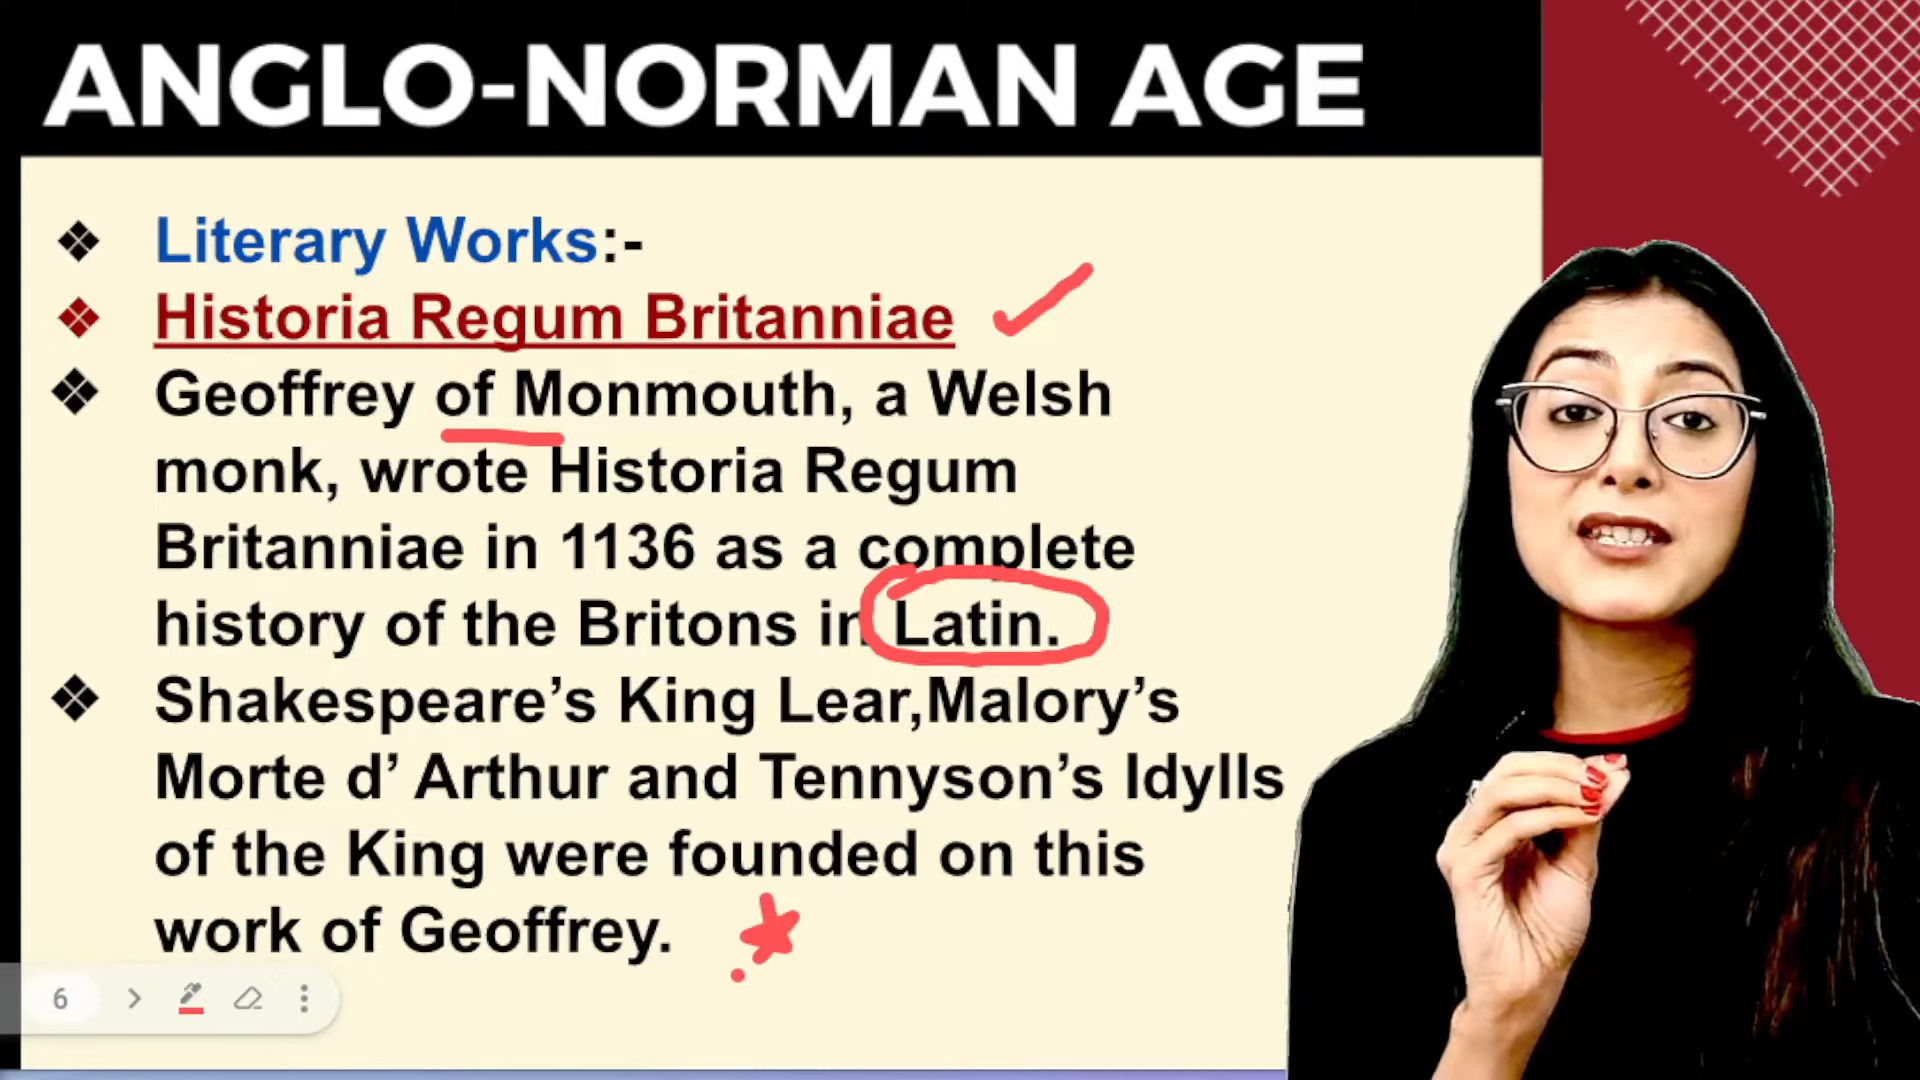 ANGLO-NORMAN AGE
❖ Literary Works:-
❖ Historia Regum Britanniae
❖ Geoffrey of Monmouth, a Welsh
monk, wrote Historia Regum
Britanniae in 1136 as a complete
history of the Britons in Latin.
❖ Shakespeare’s King Lear,Malory’s
Morte d’ Arthur and Tennyson’s Idylls
of the King were founded on this
work of Geoffrey.
6